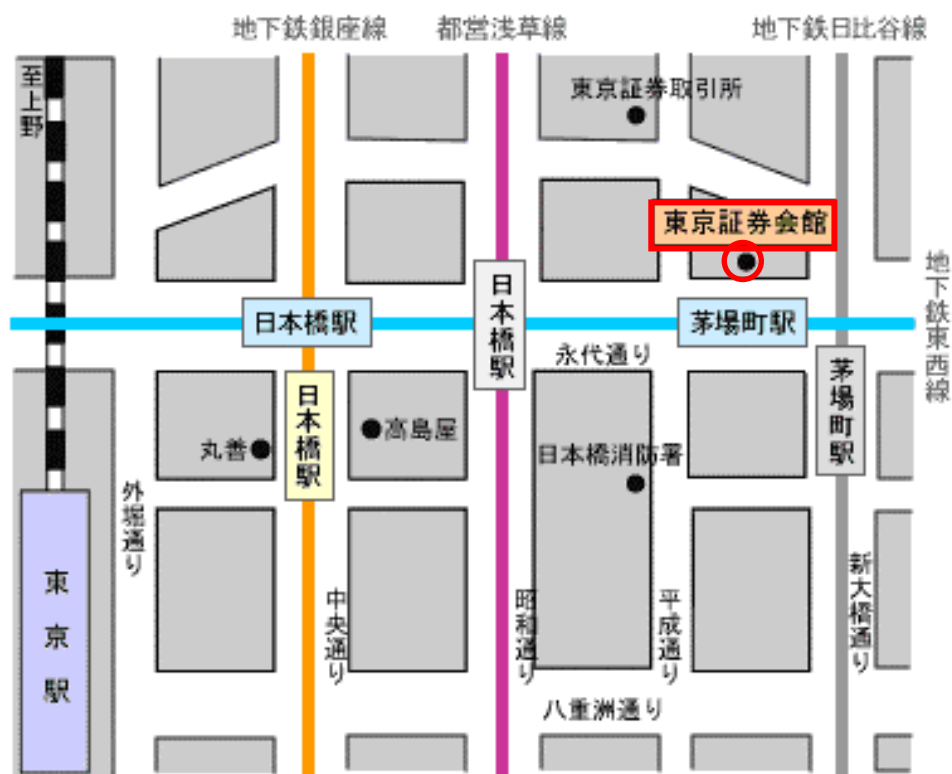 地下鉄銀座線
都営浅草線
地下鉄日比谷線
至上野
東京証券取引所
東京証券会館
地下鉄東西線
日本橋駅
日本橋駅
茅場町駅
永代通り
茅場町駅
日本橋駅
高島屋
丸善
日本橋消防署
外堀通り
新大橋通り
東京駅
中央通り
昭和通り
平成通り
八重洲通り